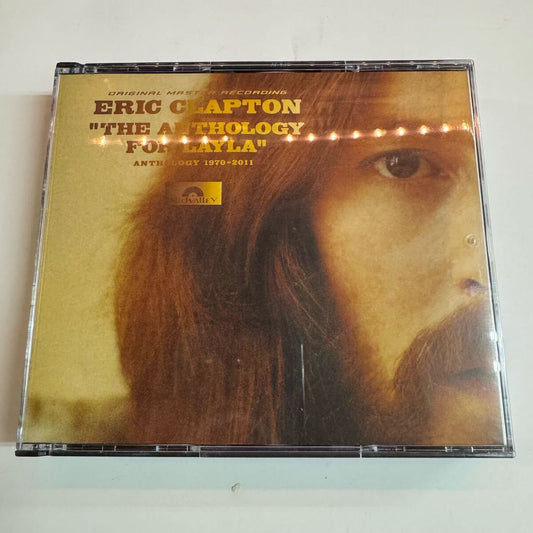 ORIGINAL MASTER RECORDING
ERIC CLAPTON
"THE ANTHOLOGY
FOR LAYLA"
ANTHOLOGY 1970-2011